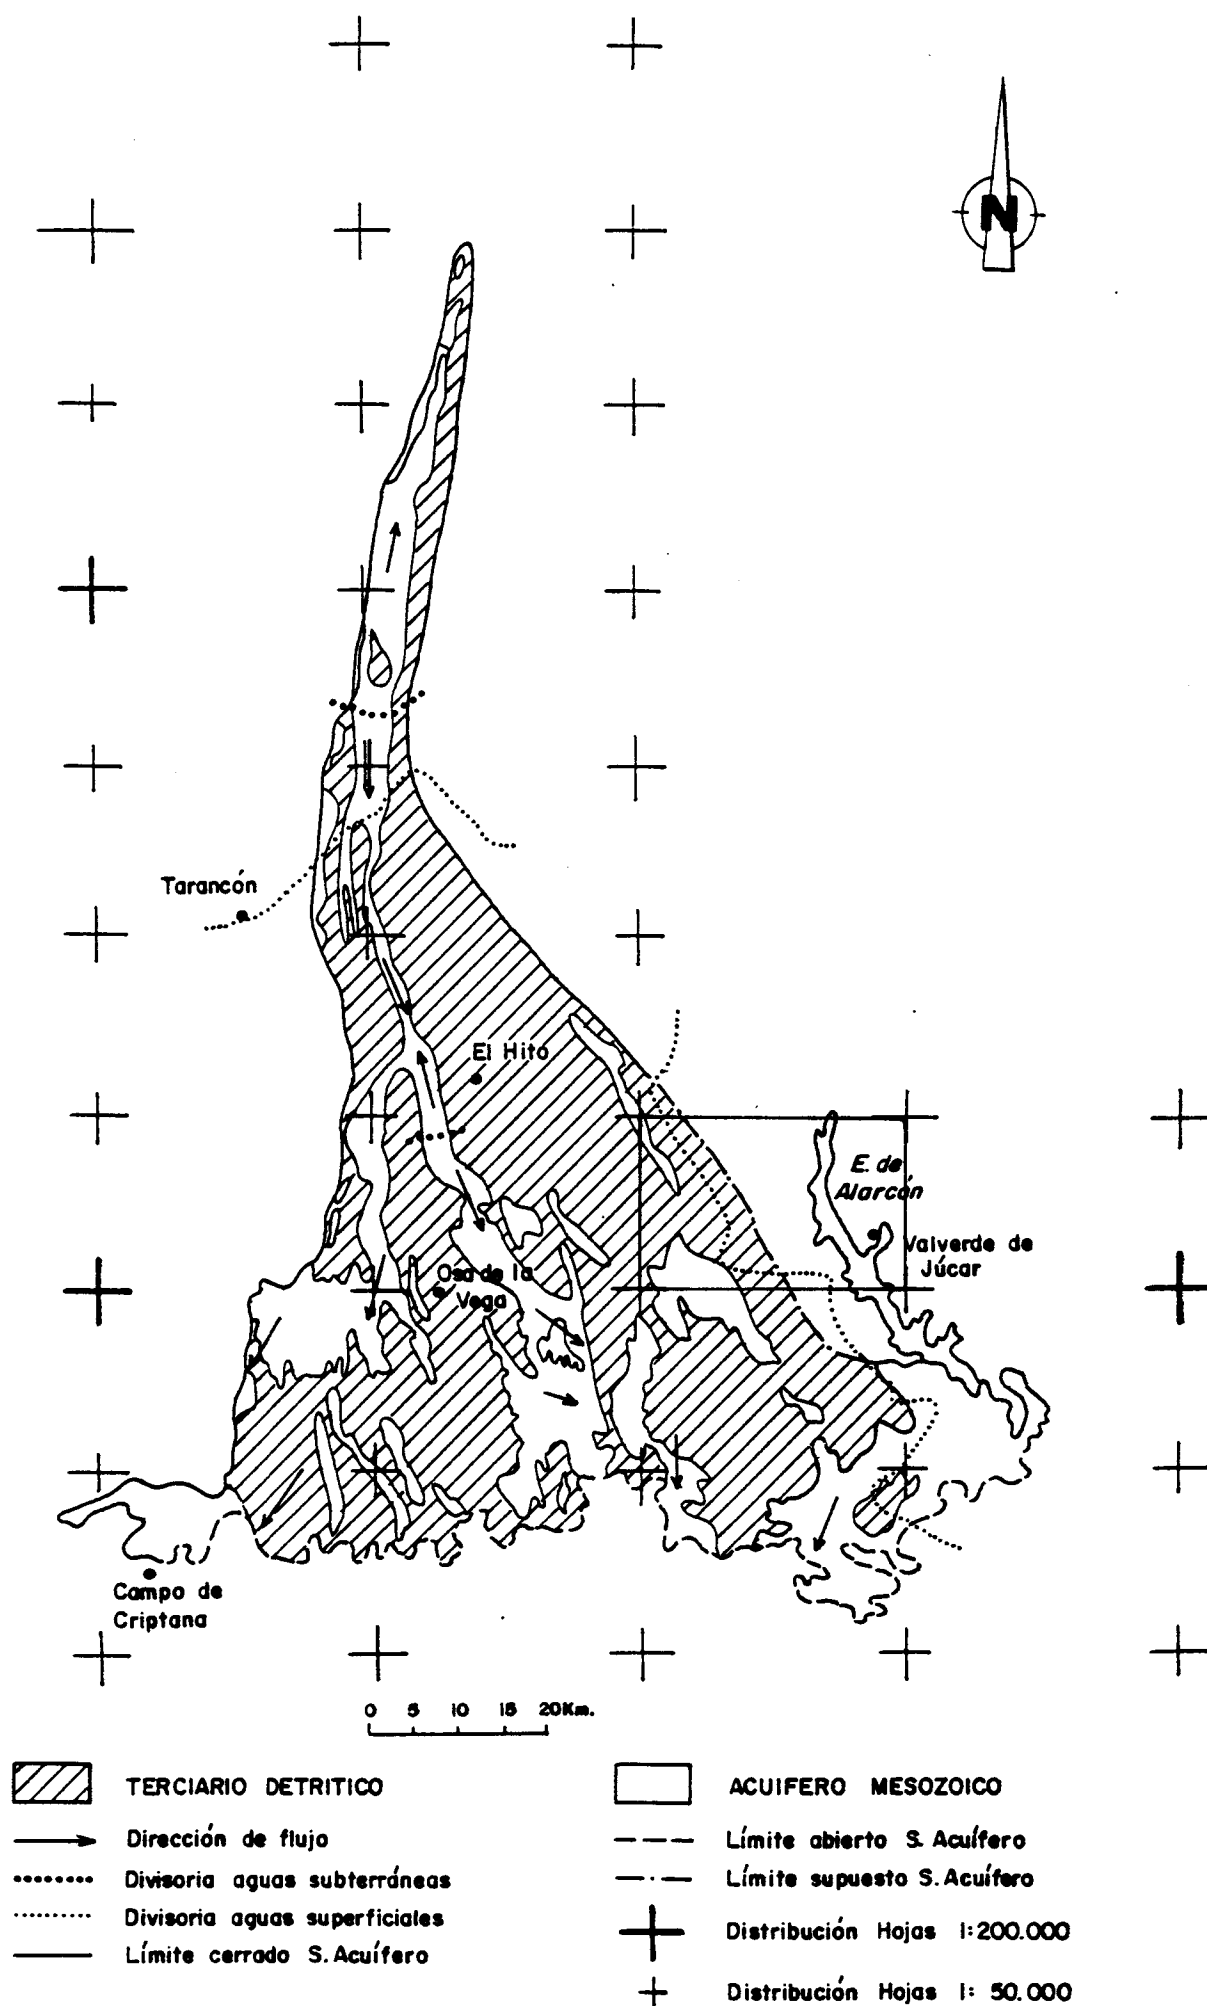 N
Tarancón
El Hito
E. de
Alarcón
Valverde de
Júcar
Osa de la
Vega
Campo de
Criptana
0 5 10 15 20Km.
TERCIARIO DETRITICO
Dirección de flujo
Divisoria aguas subterráneas
Divisoria aguas superficiales
Límite cerrado S. Acuífero
ACUIFERO MESOZOICO
Límite abierto S. Acuífero
Límite supuesto S. Acuífero
Distribución Hojas 1:200.000
Distribución Hojas 1: 50.000